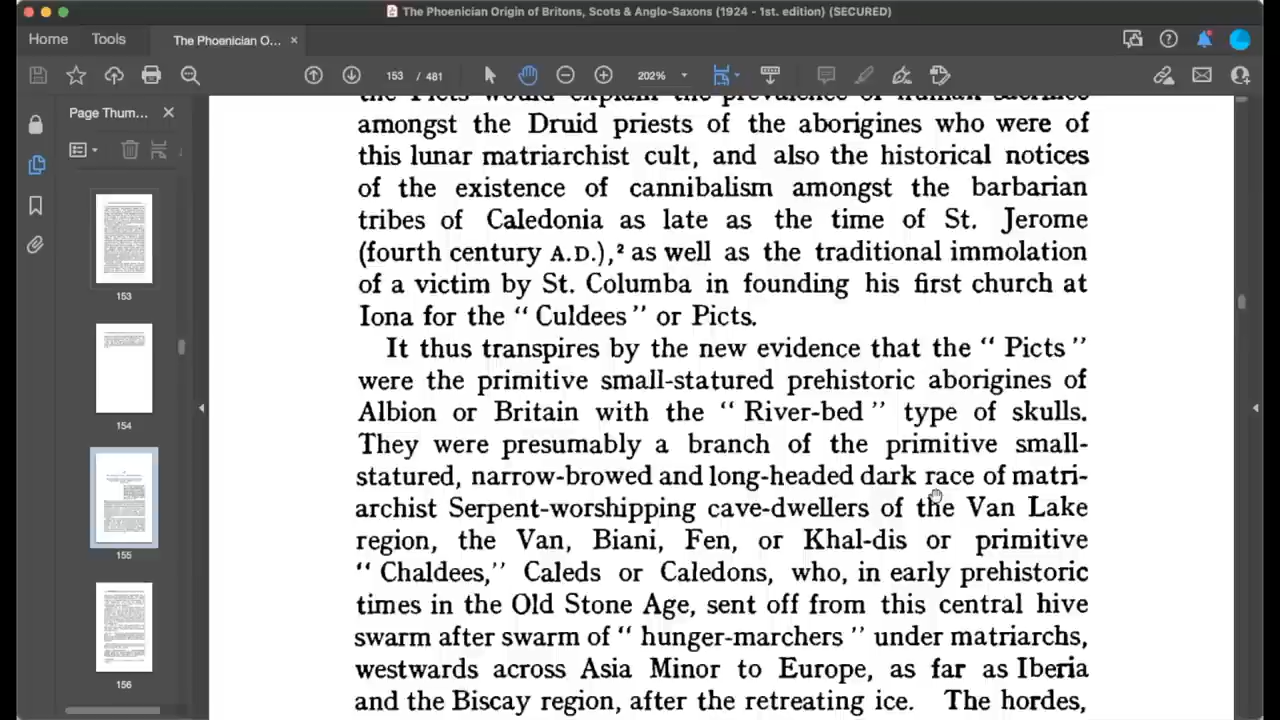 The Phoenician Origin of Britons, Scots & Anglo-Saxons (1924 - 1st. edition) (SECURED)
Home Tools The Phoenician O... ×
153 / 481 202%
Page Thum... ×
153
154
155
156
the Picts would explain the prevalence of human sacrifice
amongst the Druid priests of the aborigines who were of
this lunar matriarchist cult, and also the historical notices
of the existence of cannibalism amongst the barbarian
tribes of Caledonia as late as the time of St. Jerome
(fourth century A.D.),² as well as the traditional immolation
of a victim by St. Columba in founding his first church at
Iona for the “ Culdees ” or Picts.
It thus transpires by the new evidence that the “ Picts ”
were the primitive small-statured prehistoric aborigines of
Albion or Britain with the “ River-bed ” type of skulls.
They were presumably a branch of the primitive small-
statured, narrow-browed and long-headed dark race of matri-
archist Serpent-worshipping cave-dwellers of the Van Lake
region, the Van, Biani, Fen, or Khal-dis or primitive
“ Chaldees,” Caleds or Caledons, who, in early prehistoric
times in the Old Stone Age, sent off from this central hive
swarm after swarm of “ hunger-marchers ” under matriarchs,
westwards across Asia Minor to Europe, as far as Iberia
and the Biscay region, after the retreating ice. The hordes,